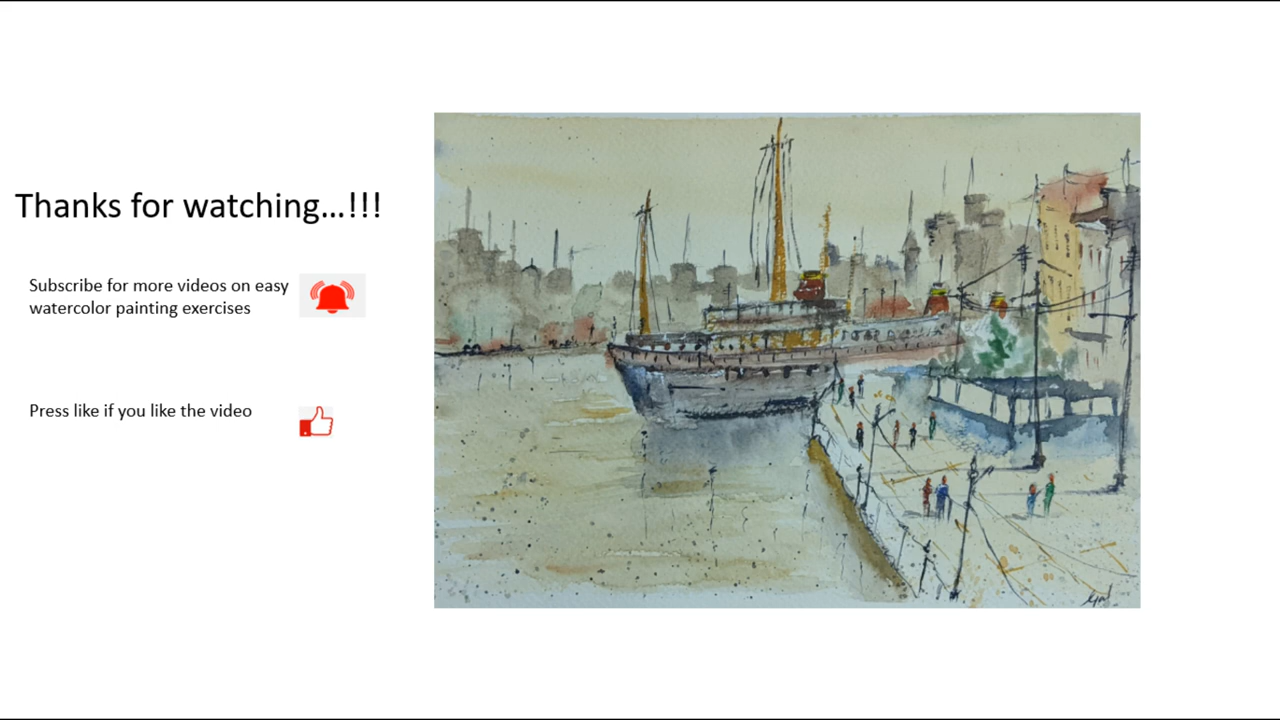 Thanks for watching...!!!
Subscribe for more videos on easy
watercolor painting exercises
Press like if you like the video